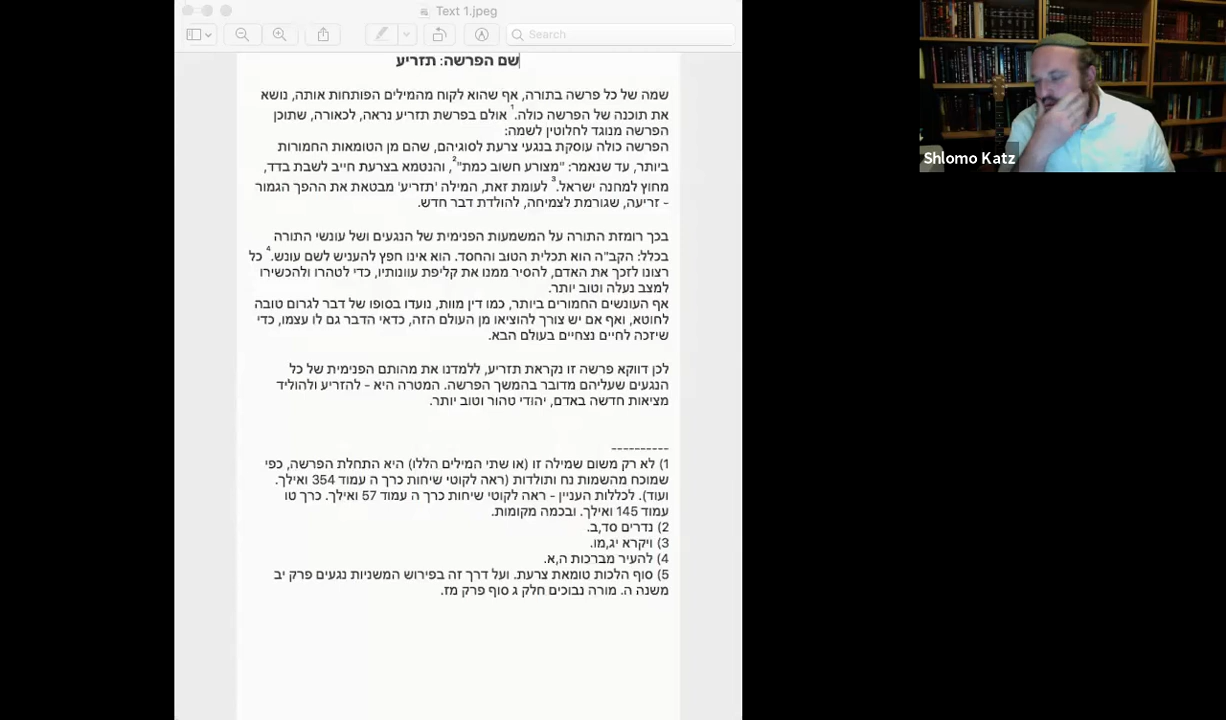 Text 1.jpeg
Search
שם הפרשה: תזריע
שמה של כל פרשה בתורה, אף שהוא לקוח מהמילים הפותחות אותה, נושא
את תוכנה של הפרשה כולה.¹ אולם בפרשת תזריע נראה, לכאורה, שתוכן
הפרשה מנוגד לחלוטין לשמה:
הפרשה כולה עוסקת בנגעי צרעת לסוגיהם, שהם מן הטומאות החמורות
ביותר, עד שנאמר: "מצורע חשוב כמת"², והנטמא בצרעת חייב לשבת בדד,
מחוץ למחנה ישראל.³ לעומת זאת, המילה 'תזריע' מבטאת את ההפך הגמור
- זריעה, שגורמת לצמיחה, להולדת דבר חדש.
בכך רומזת התורה על המשמעות הפנימית של הנגעים ושל עונשי התורה
בכלל: הקב"ה הוא תכלית הטוב והחסד. הוא אינו חפץ להעניש לשם עונש.⁴ כל
רצונו לזכך את האדם, להסיר ממנו את קליפת עוונותיו, כדי לטהרו ולהכשירו
למצב נעלה וטוב יותר.
אף העונשים החמורים ביותר, כמו דין מוות, נועדו בסופו של דבר לגרום טובה
לחוטא, ואף אם יש צורך להוציאו מן העולם הזה, כדאי הדבר גם לו עצמו, כדי
שיזכה לחיים נצחיים בעולם הבא.
לכן דווקא פרשה זו נקראת תזריע, ללמדנו את מהותם הפנימית של כל
הנגעים שעליהם מדובר בהמשך הפרשה. המטרה היא - להזריע ולהוליד
מציאות חדשה באדם, יהודי טהור וטוב יותר.
----------
1) לא רק משום שמילה זו (או שתי המילים הללו) היא התחלת הפרשה, כפי
שמוכח מהשמות נח ותולדות (ראה לקוטי שיחות כרך ה עמוד 354 ואילך.
ועוד). לכללות העניין - ראה לקוטי שיחות כרך ה עמוד 57 ואילך. כרך טו
עמוד 145 ואילך. ובכמה מקומות.
2) נדרים סד,ב.
3) ויקרא יג,מו.
4) להעיר מברכות ה,א.
5) סוף הלכות טומאת צרעת. ועל דרך זה בפירוש המשניות נגעים פרק יב
משנה ה. מורה נבוכים חלק ג סוף פרק מז.
Shlomo Katz